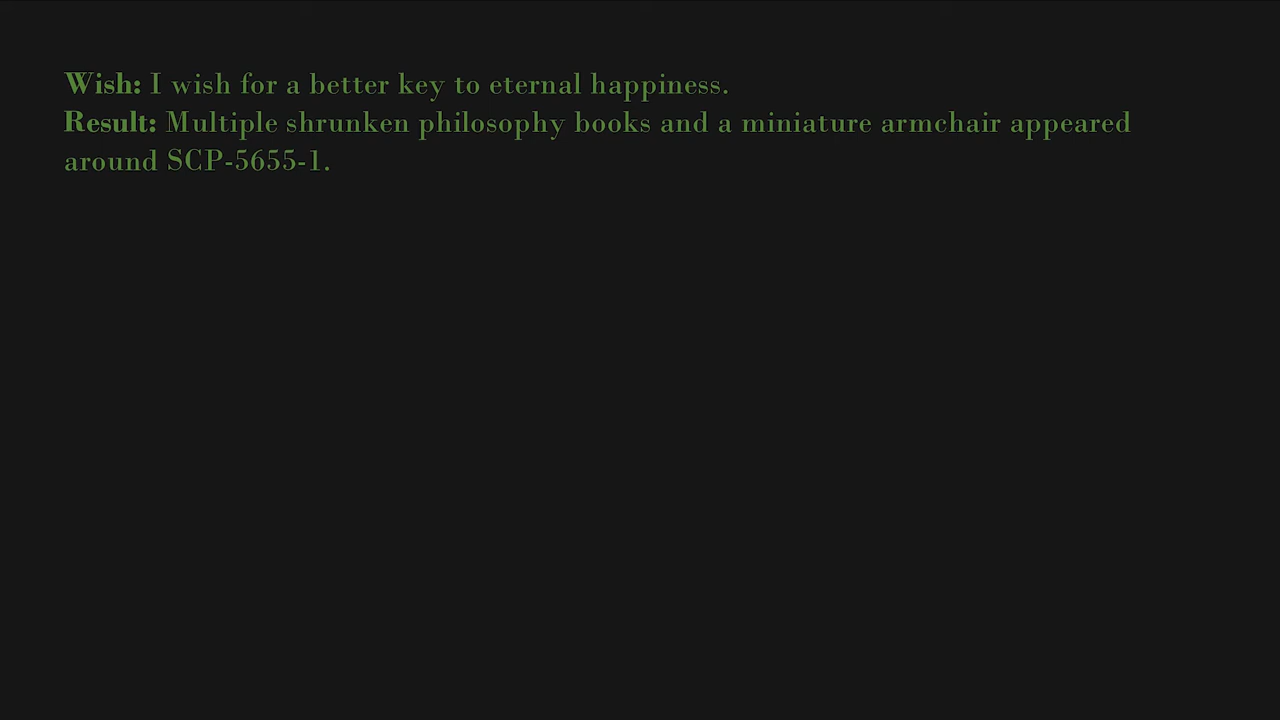 Wish: I wish for a better key to eternal happiness.
Result: Multiple shrunken philosophy books and a miniature armchair appeared
around SCP-5655-1.